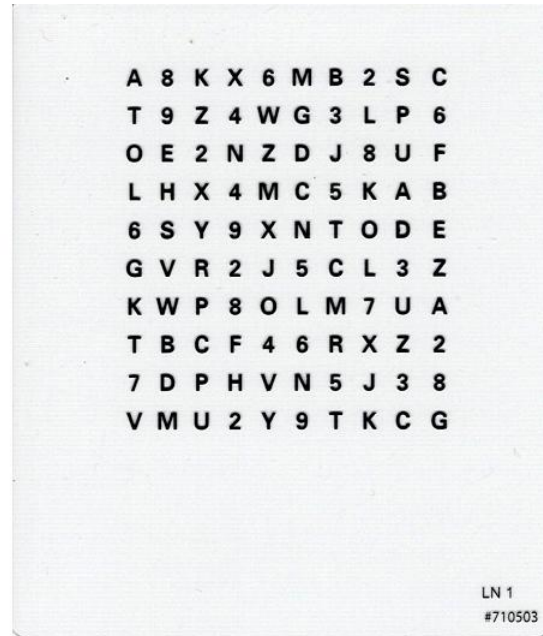 A 8 K X 6 M B 2 S C
T 9 Z 4 W G 3 L P 6
O E 2 N Z D J 8 U F
L H X 4 M C 5 K A B
6 S Y 9 X N T O D E
G V R 2 J 5 C L 3 Z
K W P 8 O L M 7 U A
T B C F 4 6 R X Z 2
7 D P H V N 5 J 3 8
V M U 2 Y 9 T K C G
LN 1
#710503